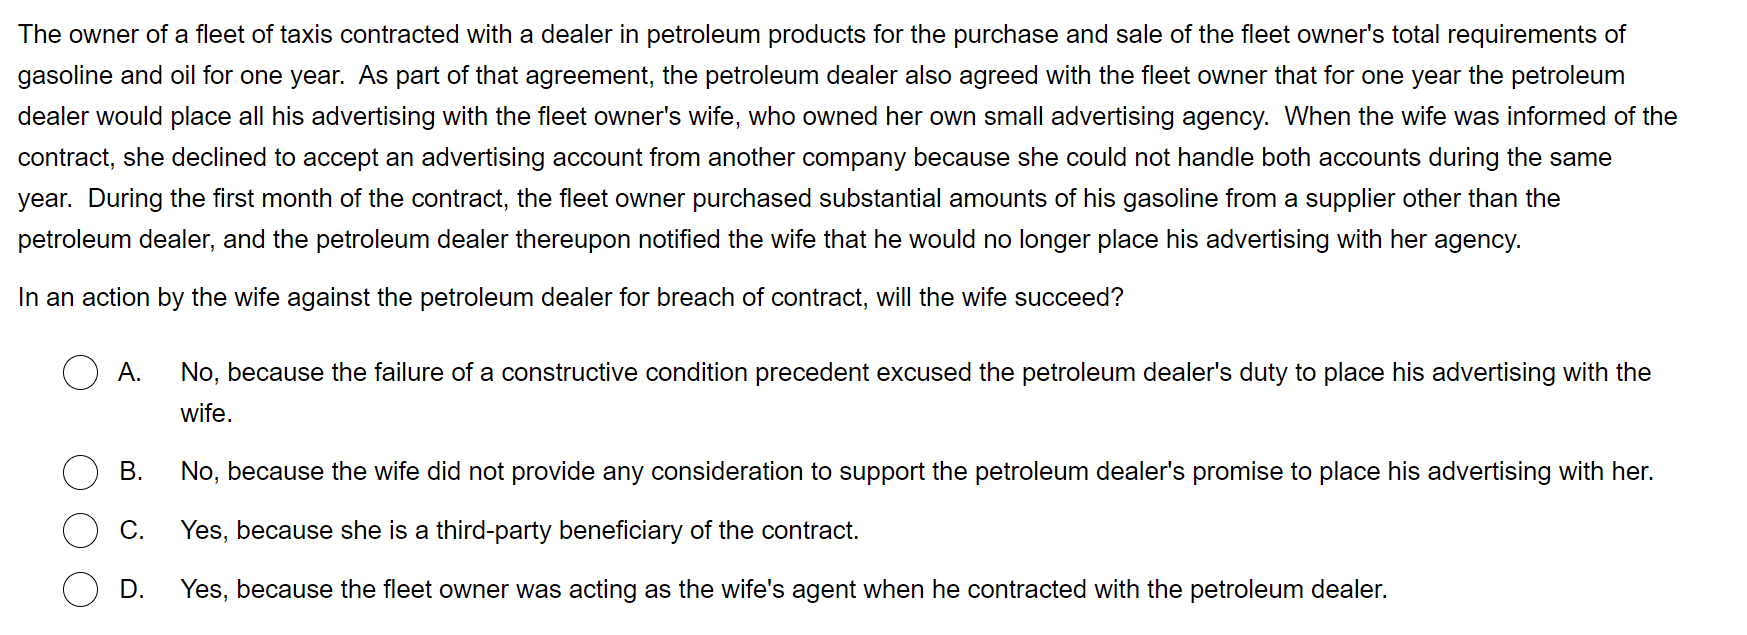 The owner of a fleet of taxis contracted with a dealer in petroleum products for the purchase and sale of the fleet owner's total requirements of
gasoline and oil for one year.  As part of that agreement, the petroleum dealer also agreed with the fleet owner that for one year the petroleum
dealer would place all his advertising with the fleet owner's wife, who owned her own small advertising agency.  When the wife was informed of the
contract, she declined to accept an advertising account from another company because she could not handle both accounts during the same
year.  During the first month of the contract, the fleet owner purchased substantial amounts of his gasoline from a supplier other than the
petroleum dealer, and the petroleum dealer thereupon notified the wife that he would no longer place his advertising with her agency.
In an action by the wife against the petroleum dealer for breach of contract, will the wife succeed?
A. No, because the failure of a constructive condition precedent excused the petroleum dealer's duty to place his advertising with the
wife.
B. No, because the wife did not provide any consideration to support the petroleum dealer's promise to place his advertising with her.
C. Yes, because she is a third-party beneficiary of the contract.
D. Yes, because the fleet owner was acting as the wife's agent when he contracted with the petroleum dealer.